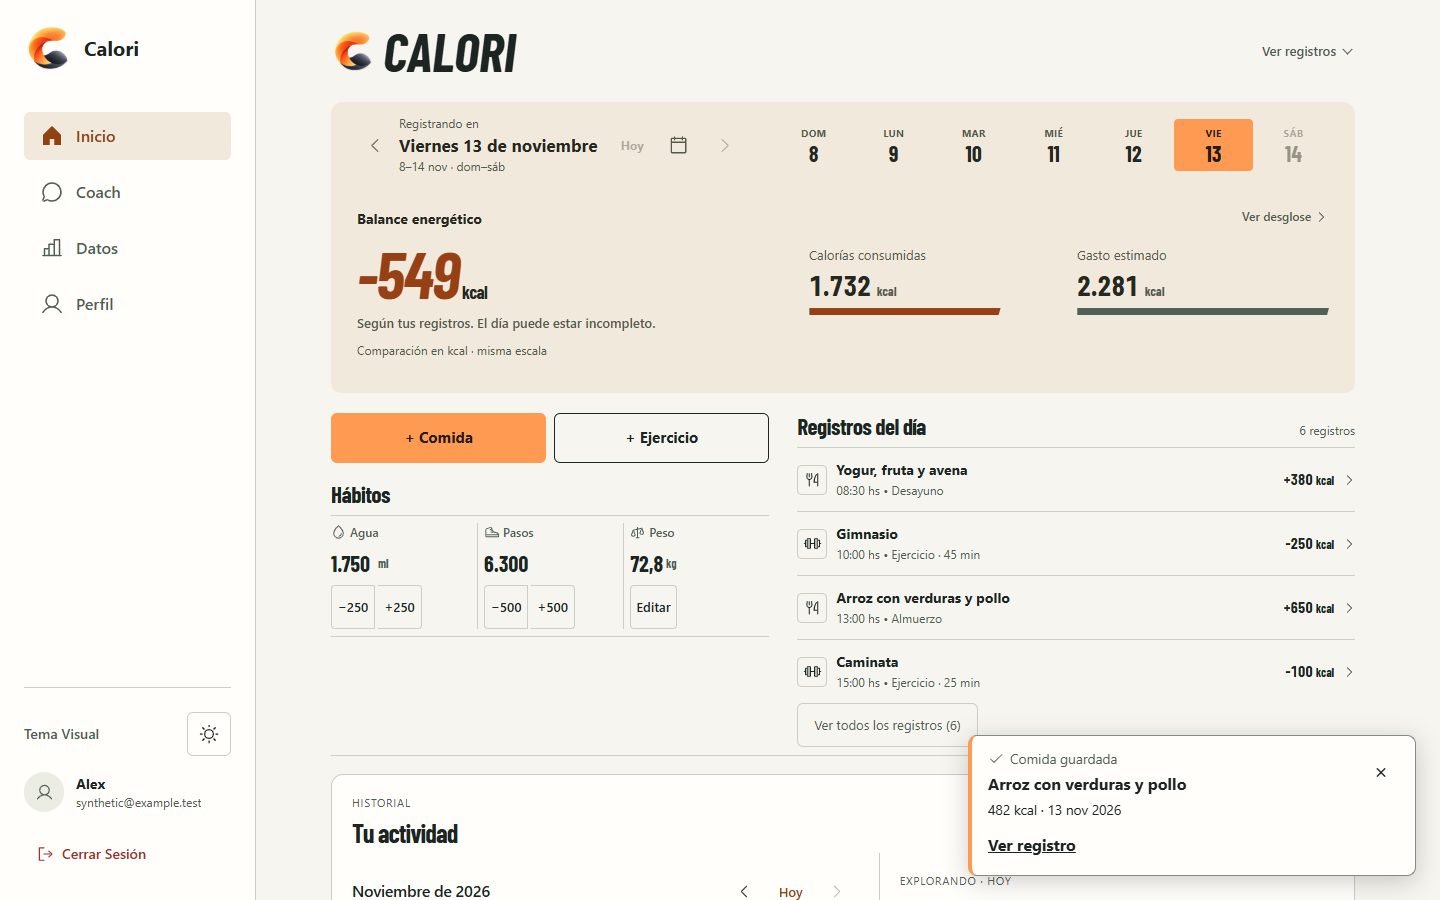 Calori
Inicio
Coach
Datos
Perfil
Tema Visual
Alex
synthetic@example.test
Cerrar Sesión
CALORI
Ver registros
Registrando en
Viernes 13 de noviembre
Hoy
8–14 nov · dom–sáb
DOM
8
LUN
9
MAR
10
MIÉ
11
JUE
12
VIE
13
SÁB
14
Balance energético
Ver desglose
-549 kcal
Según tus registros. El día puede estar incompleto.
Comparación en kcal · misma escala
Calorías consumidas
1.732 kcal
Gasto estimado
2.281 kcal
+ Comida
+ Ejercicio
Hábitos
Agua
1.750 ml
−250
+250
Pasos
6.300
−500
+500
Peso
72,8 kg
Editar
Registros del día
6 registros
Yogur, fruta y avena
08:30 hs • Desayuno
+380 kcal
Gimnasio
10:00 hs • Ejercicio · 45 min
-250 kcal
Arroz con verduras y pollo
13:00 hs • Almuerzo
+650 kcal
Caminata
15:00 hs • Ejercicio · 25 min
-100 kcal
Ver todos los registros (6)
HISTORIAL
Tu actividad
Noviembre de 2026
Hoy
EXPLORANDO · HOY
Comida guardada
Arroz con verduras y pollo
482 kcal · 13 nov 2026
Ver registro